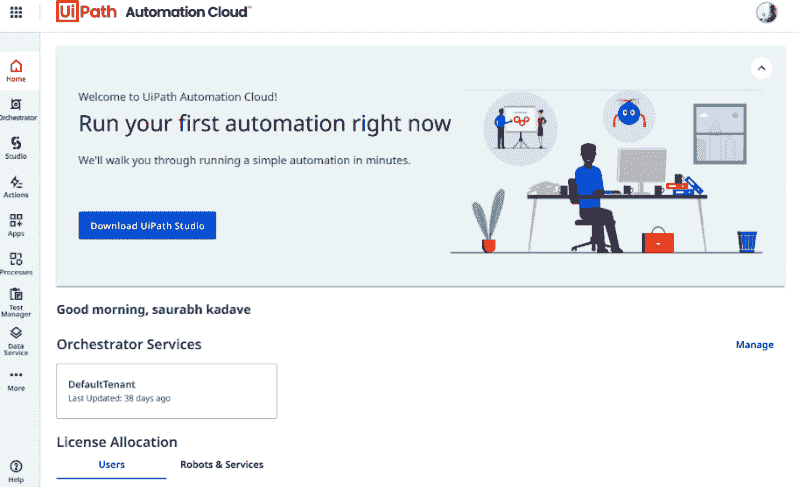 UiPath Automation Cloud™
Home
Orchestrator
Studio
Actions
Apps
Processes
Test
Manager
Data
Service
More
Help
Welcome to UiPath Automation Cloud!
Run your first automation right now
We'll walk you through running a simple automation in minutes.
Download UiPath Studio
Good morning, saurabh kadave
Orchestrator Services
Manage
DefaultTenant
Last Updated: 38 days ago
License Allocation
Users Robots & Services